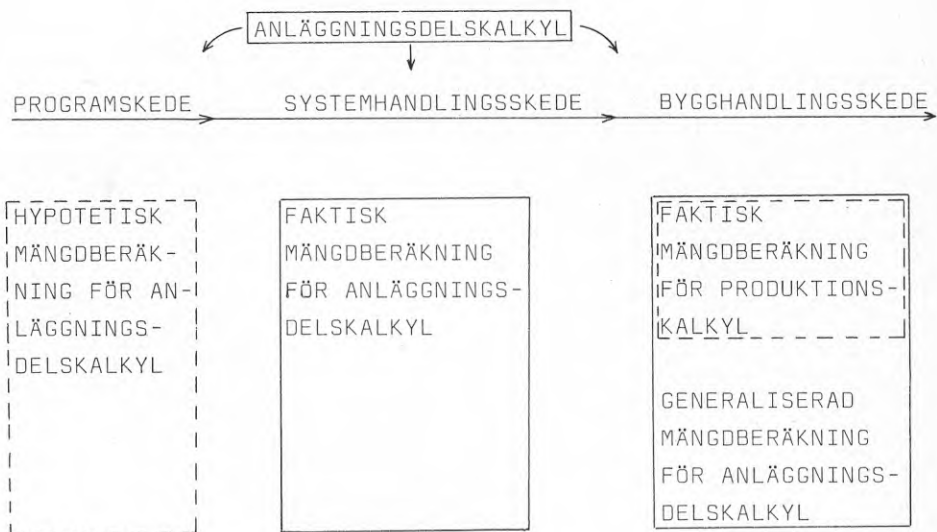 ANLÄGGNINGSDELSKALKYL
PROGRAMSKEDE
SYSTEMHANDLINGSSKEDE
BYGGHANDLINGSSKEDE
HYPOTETISK
MÄNGDBERÄK-
NING FÖR AN-
LÄGGNINGS-
DELSKALKYL
FAKTISK
MÄNGDBERÄKNING
FÖR ANLÄGGNINGS-
DELSKALKYL
FAKTISK
MÄNGDBERÄKNING
FÖR PRODUKTIONS-
KALKYL
GENERALISERAD
MÄNGDBERÄKNING
FÖR ANLÄGGNINGS-
DELSKALKYL